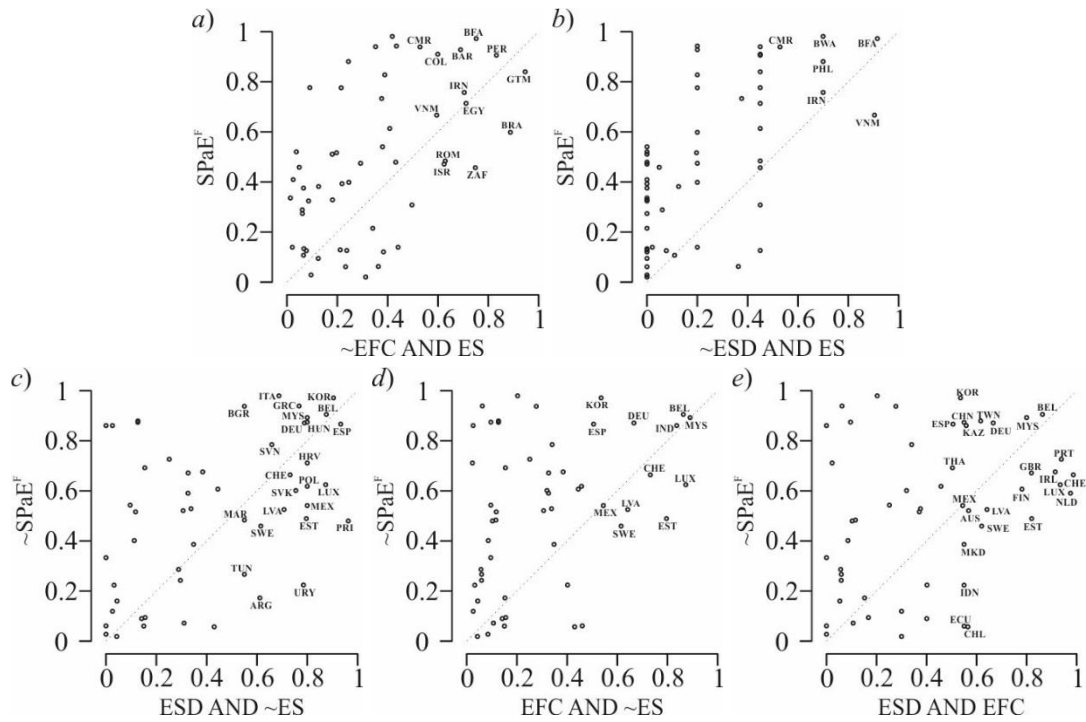 a)
b)
SPaE^F
1
0.8
0.6
0.4
0.2
0
CMR
BFA
COL
BAR
PER
GTM
IRN
EGY
VNM
BRA
ROM
ISR
ZAF
0 0.2 0.4 0.6 0.8 1
~EFC AND ES
SPaE^F
1
0.8
0.6
0.4
0.2
0
CMR
BWA
BFA
PHL
IRN
VNM
0 0.2 0.4 0.6 0.8 1
~ESD AND ES
c)
d)
e)
~SPaE^F
1
0.8
0.6
0.4
0.2
0
ITA
KOR
BGR
GRC
MYS
BEL
DEU
HUN
ESP
SVN
HRV
CHE
POL
LUX
SVK
MEX
LVA
MAR
SWE
EST
PRI
TUN
URY
ARG
0 0.2 0.4 0.6 0.8 1
ESD AND ~ES
~SPaE^F
1
0.8
0.6
0.4
0.2
0
KOR
DEU
BEL
ESP
IND
MYS
CHE
LUX
MEX
LVA
SWE
EST
0 0.2 0.4 0.6 0.8 1
EFC AND ~ES
~SPaE^F
1
0.8
0.6
0.4
0.2
0
KOR
CHN
TWN
BEL
ESP
KAZ
DEU
MYS
THA
PRT
GBR
IRL
CHE
MEX
FIN
LUX
NLD
AUS
LVA
SWE
EST
MKD
IDN
ECU
CHL
0 0.2 0.4 0.6 0.8 1
ESD AND EFC